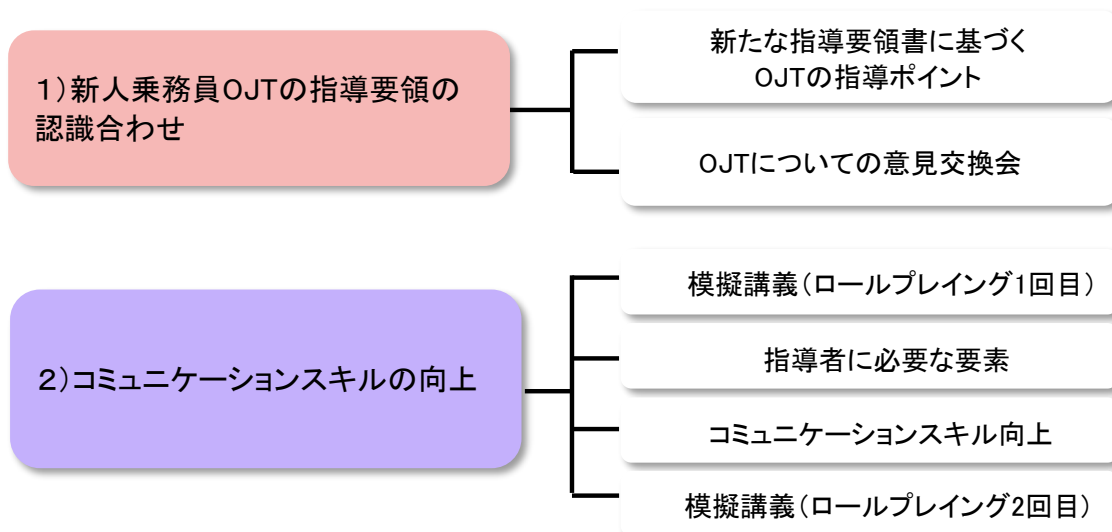 1)新人乗務員OJTの指導要領の
認識合わせ
新たな指導要領書に基づく
OJTの指導ポイント
OJTについての意見交換会
2)コミュニケーションスキルの向上
模擬講義(ロールプレイング1回目)
指導者に必要な要素
コミュニケーションスキル向上
模擬講義(ロールプレイング2回目)